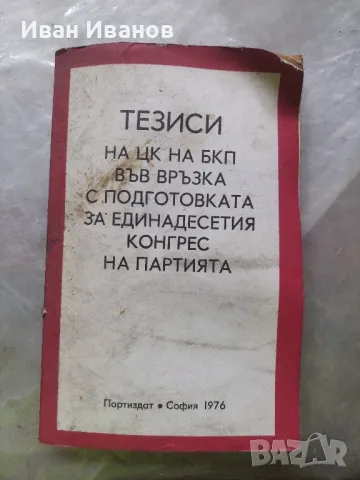 Иван Иванов
ТЕЗИСИ
НА ЦК НА БКП
ВЪВ ВРЪЗКА
С ПОДГОТОВКАТА
ЗА ЕДИНАДЕСЕТИЯ
КОНГРЕС
НА ПАРТИЯТА
Партиздат • София 1976
BAZAR